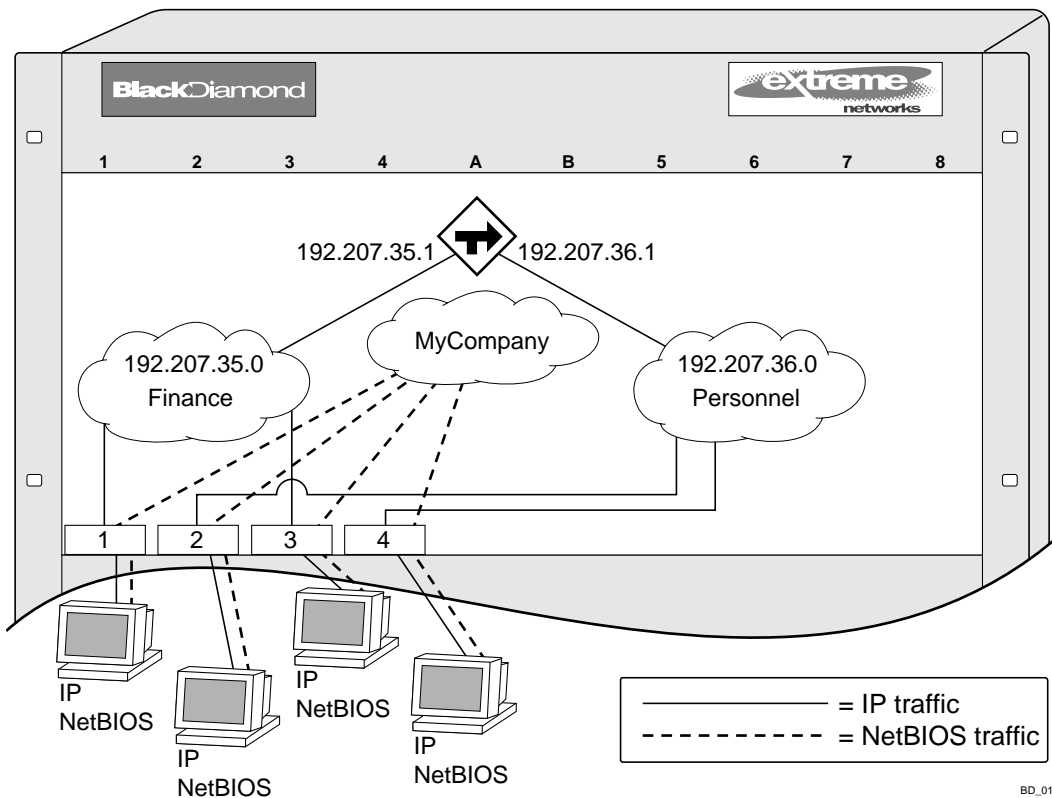 BlackDiamond
extreme
networks
1 2 3 4 A B 5 6 7 8
192.207.35.1 192.207.36.1
MyCompany
192.207.35.0
Finance
192.207.36.0
Personnel
1 2 3 4
IP
NetBIOS
IP
NetBIOS
IP
NetBIOS
IP
NetBIOS
= IP traffic
= NetBIOS traffic
BD_01